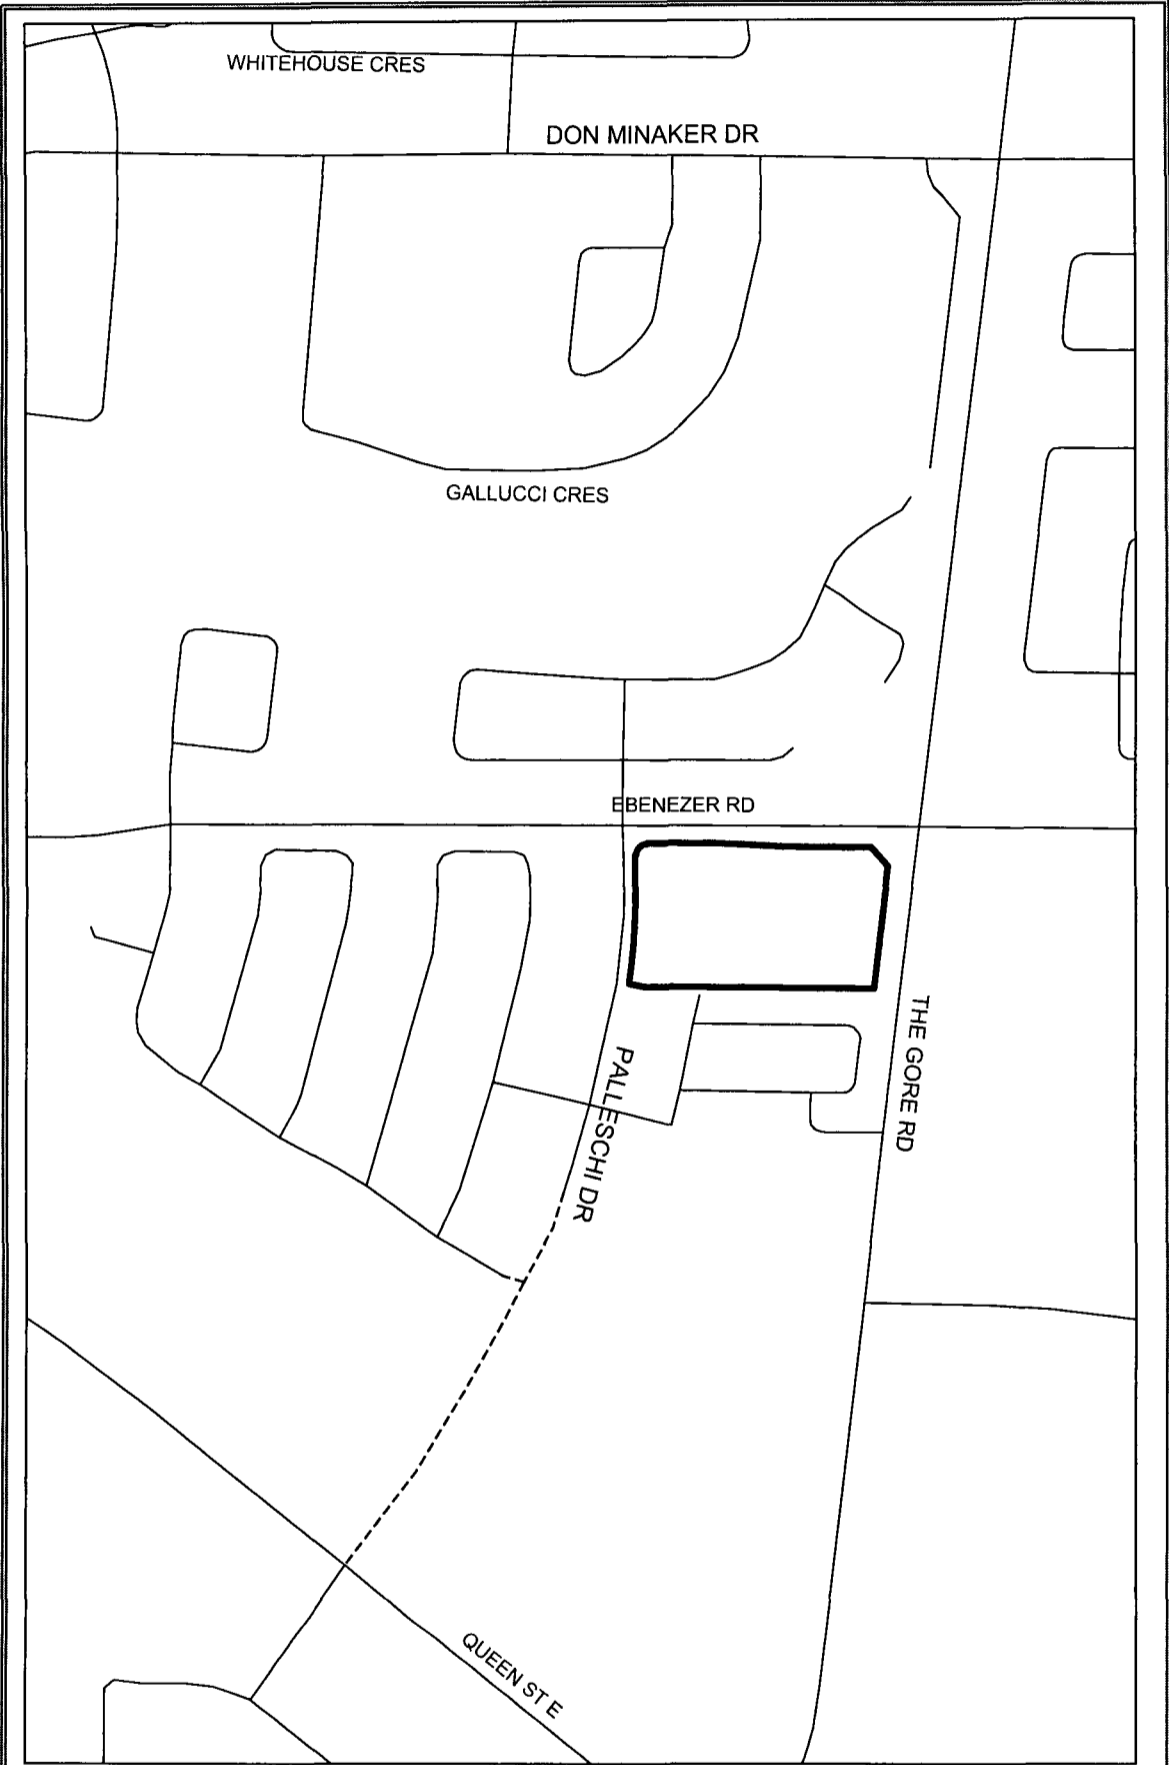 WHITEHOUSE CRES
DON MINAKER DR
GALLUCCI CRES
EBENEZER RD
THE GORE RD
PALLESCHI DR
QUEEN ST E